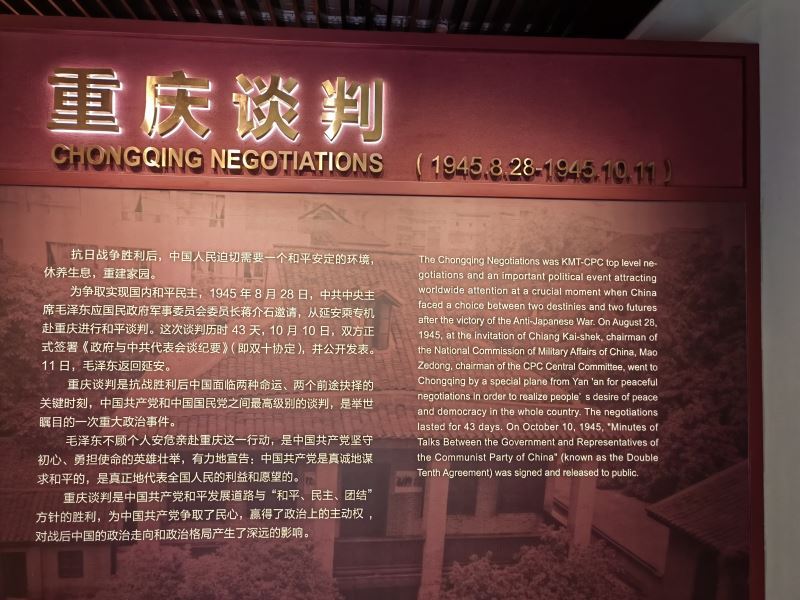 重庆谈判
CHONGQING NEGOTIATIONS (1945.8.28-1945.10.11)
抗日战争胜利后，中国人民迫切需要一个和平安定的环境，
休养生息，重建家园。
为争取实现国内和平民主，1945 年 8 月 28 日，中共中央主
席毛泽东应国民政府军事委员会委员长蒋介石邀请，从延安乘专机
赴重庆进行和平谈判。这次谈判历时 43 天，10 月 10 日，双方正
式签署《政府与中共代表会谈纪要》（即双十协定），并公开发表。
11 日，毛泽东返回延安。
重庆谈判是抗战胜利后中国面临两种命运、两个前途抉择的
关键时刻，中国共产党和中国国民党之间最高级别的谈判，是举世
瞩目的一次重大政治事件。
毛泽东不顾个人安危亲赴重庆这一行动，是中国共产党坚守
初心、勇担使命的英雄壮举，有力地宣告：中国共产党是真诚地谋
求和平的，是真正地代表全国人民的利益和愿望的。
重庆谈判是中国共产党和平发展道路与“和平、民主、团结”
方针的胜利，为中国共产党争取了民心，赢得了政治上的主动权，
对战后中国的政治走向和政治格局产生了深远的影响。
The Chongqing Negotiations was KMT-CPC top level ne-
gotiations and an important political event attracting
worldwide attention at a crucial moment when China
faced a choice between two destinies and two futures
after the victory of the Anti-Japanese War. On August 28,
1945, at the invitation of Chiang Kai-shek, chairman of
the National Commission of Military Affairs of China, Mao
Zedong, chairman of the CPC Central Committee, went to
Chongqing by a special plane from Yan 'an for peaceful
negotiations in order to realize people' s desire of peace
and democracy in the whole country. The negotiations
lasted for 43 days. On October 10, 1945, "Minutes of
Talks Between the Government and Representatives of
the Communist Party of China" (known as the Double
Tenth Agreement) was signed and released to public.